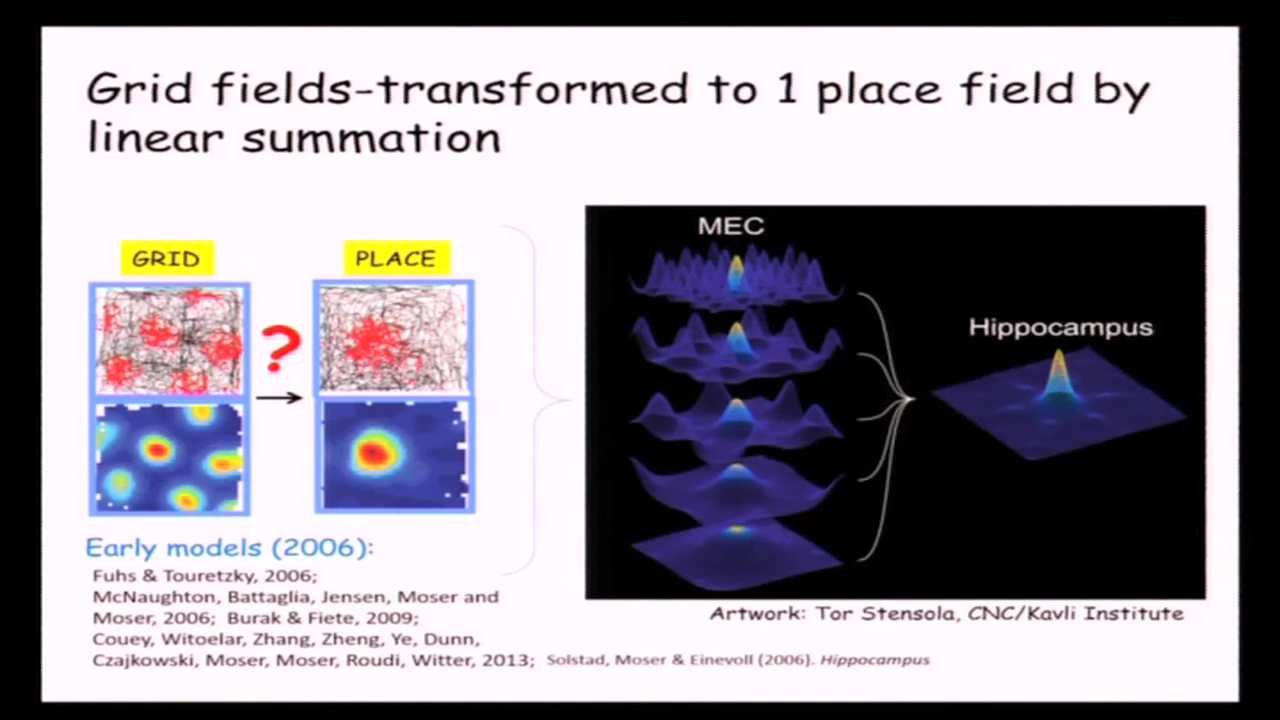 Grid fields-transformed to 1 place field by
linear summation
GRID
PLACE
?
MEC
Hippocampus
Early models (2006):
Fuhs & Touretzky, 2006;
McNaughton, Battaglia, Jensen, Moser and
Moser, 2006; Burak & Fiete, 2009;
Couey, Witoelar, Zhang, Zheng, Ye, Dunn,
Czajkowski, Moser, Moser, Roudi, Witter, 2013; Solstad, Moser & Einevoll (2006). Hippocampus
Artwork: Tor Stensola, CNC/Kavli Institute